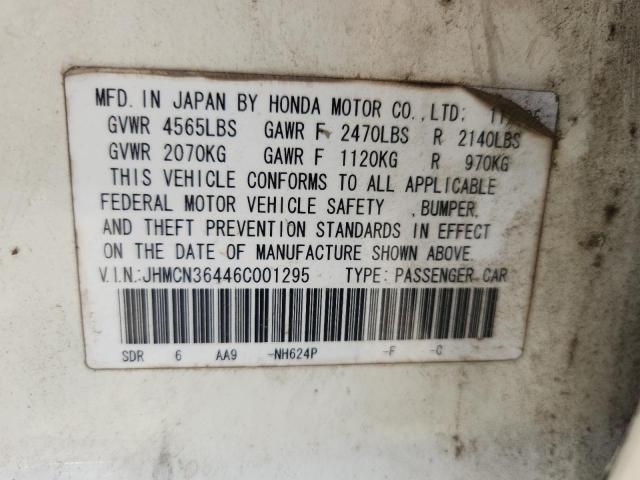 MFD. IN JAPAN BY HONDA MOTOR CO.,LTD:
GVWR 4565LBS GAWR F 2470LBS R 2140LBS
GVWR 2070KG GAWR F 1120KG R 970KG
THIS VEHICLE CONFORMS TO ALL APPLICABLE
FEDERAL MOTOR VEHICLE SAFETY , BUMPER,
AND THEFT PREVENTION STANDARDS IN EFFECT
ON THE DATE OF MANUFACTURE SHOWN ABOVE.
V.I.N.:JHMCN36446C001295 TYPE: PASSENGER CAR
SDR 6 AA9 -NH624P -F -C